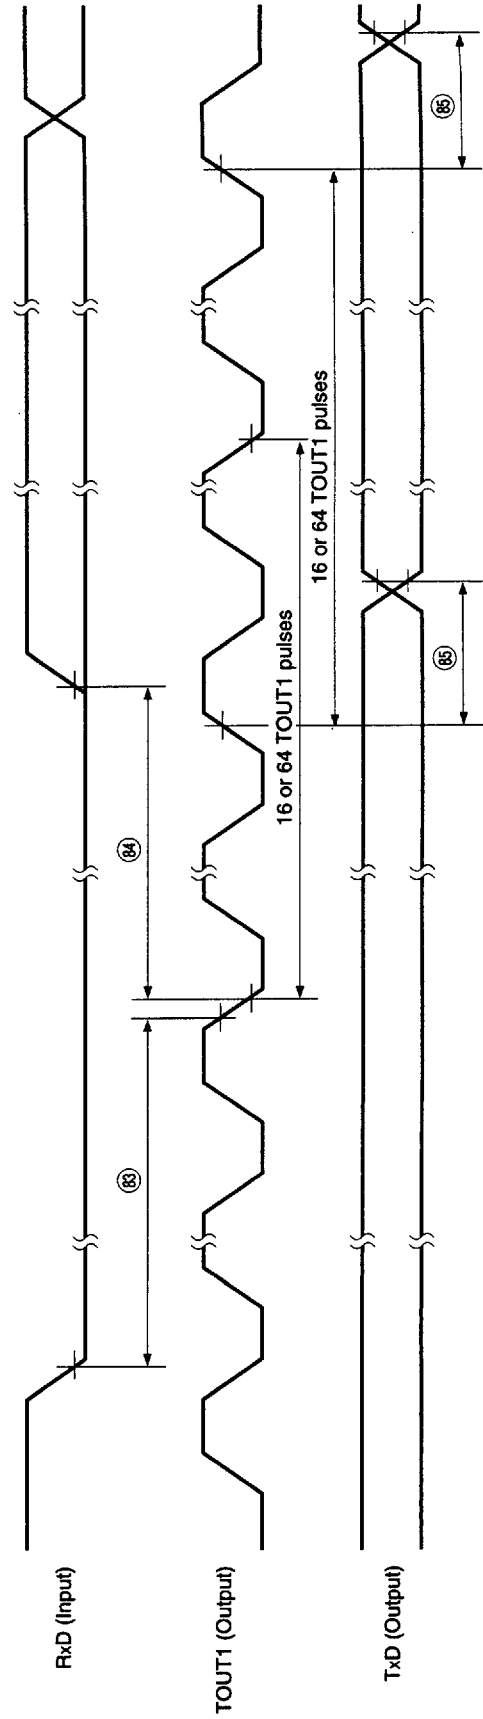 RxD (Input)
83
84
TOUT1 (Output)
16 or 64 TOUT1 pulses
16 or 64 TOUT1 pulses
TxD (Output)
85
85